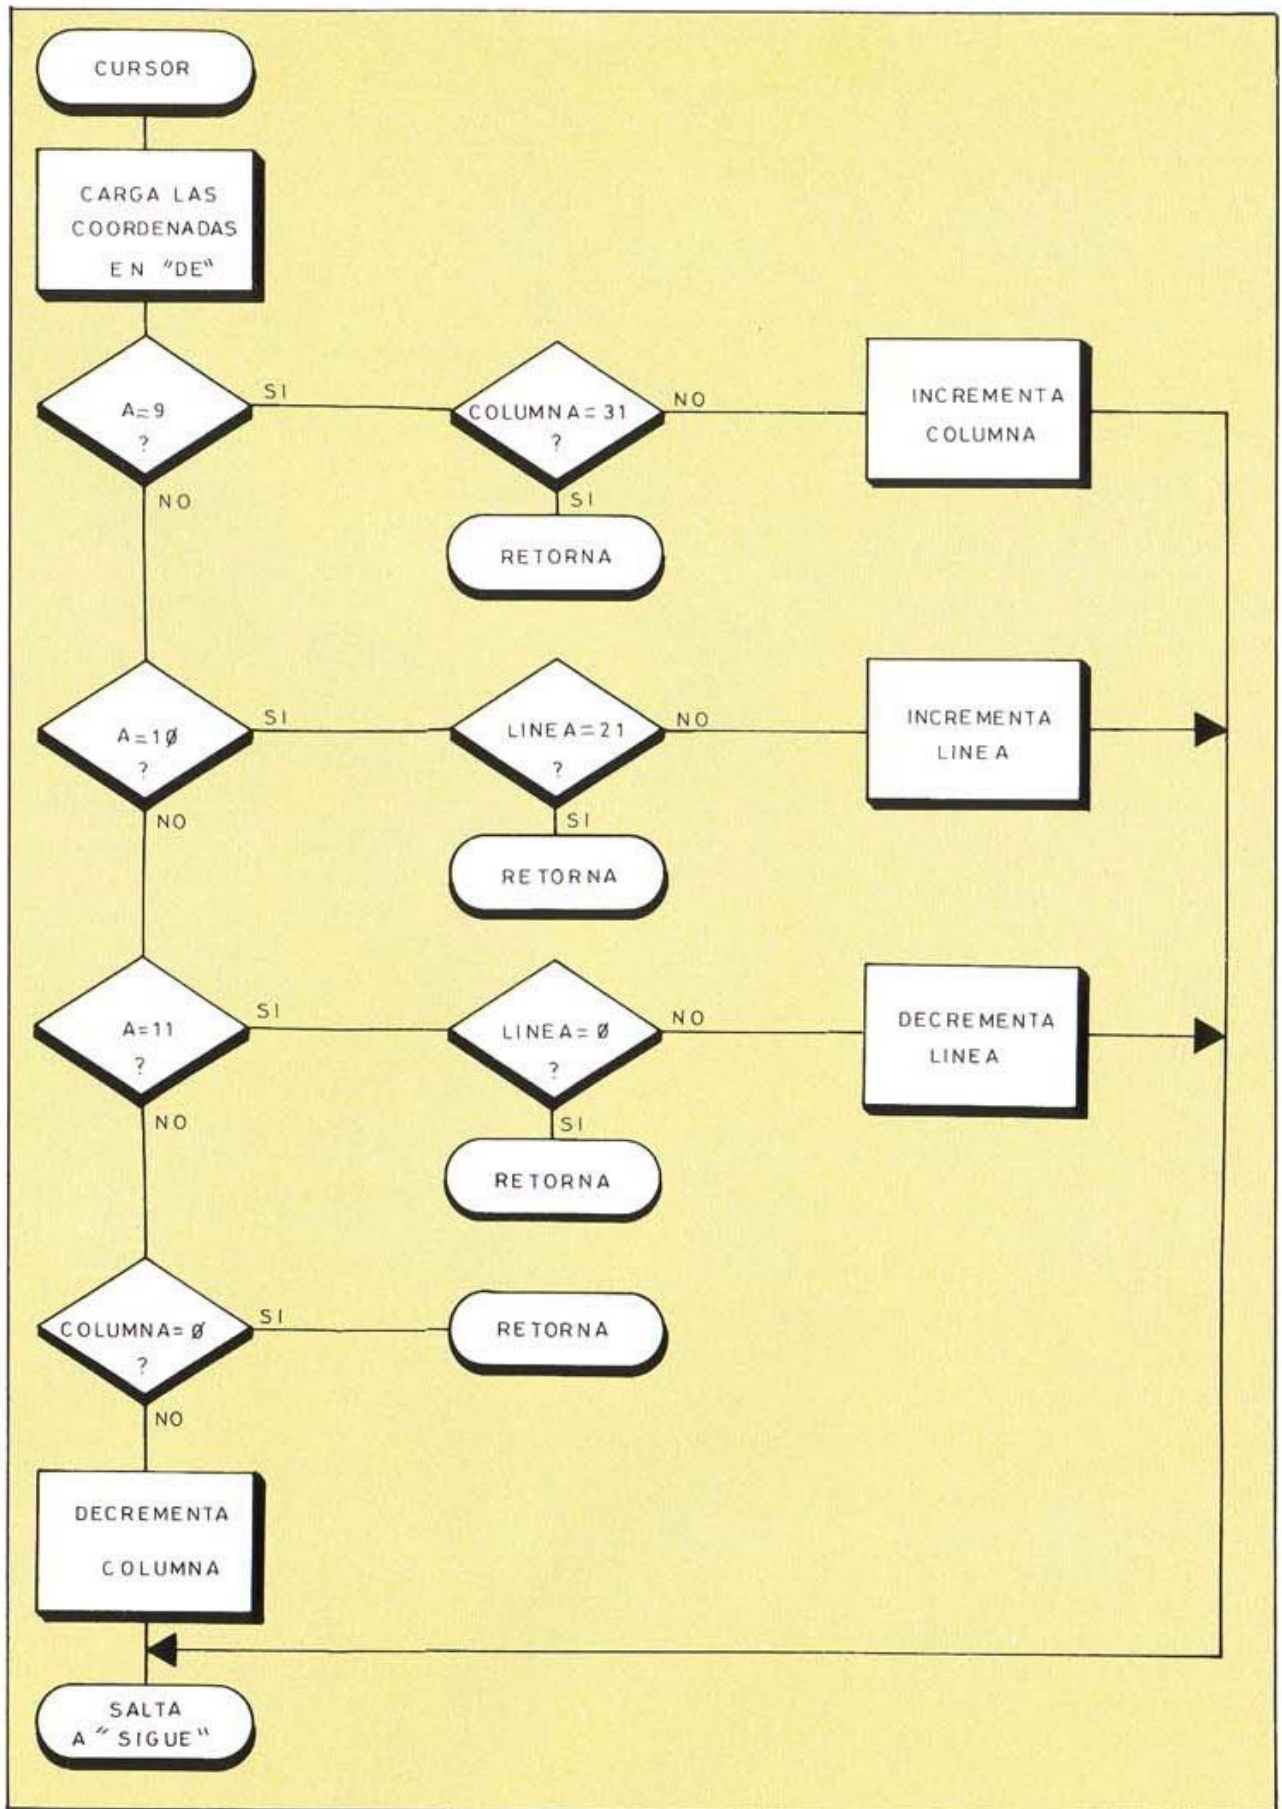 CURSOR
CARGA LAS
COORDENADAS
EN "DE"
A=9
?
SI
COLUMNA=31
?
NO
INCREMENTA
COLUMNA
NO
SI
RETORNA
A=1Ø
?
SI
LINEA=21
?
NO
INCREMENTA
LINEA
NO
SI
RETORNA
A=11
?
SI
LINEA=Ø
?
NO
DECREMENTA
LINEA
NO
SI
RETORNA
COLUMNA=Ø
?
SI
RETORNA
NO
DECREMENTA
COLUMNA
SALTA
A "SIGUE"